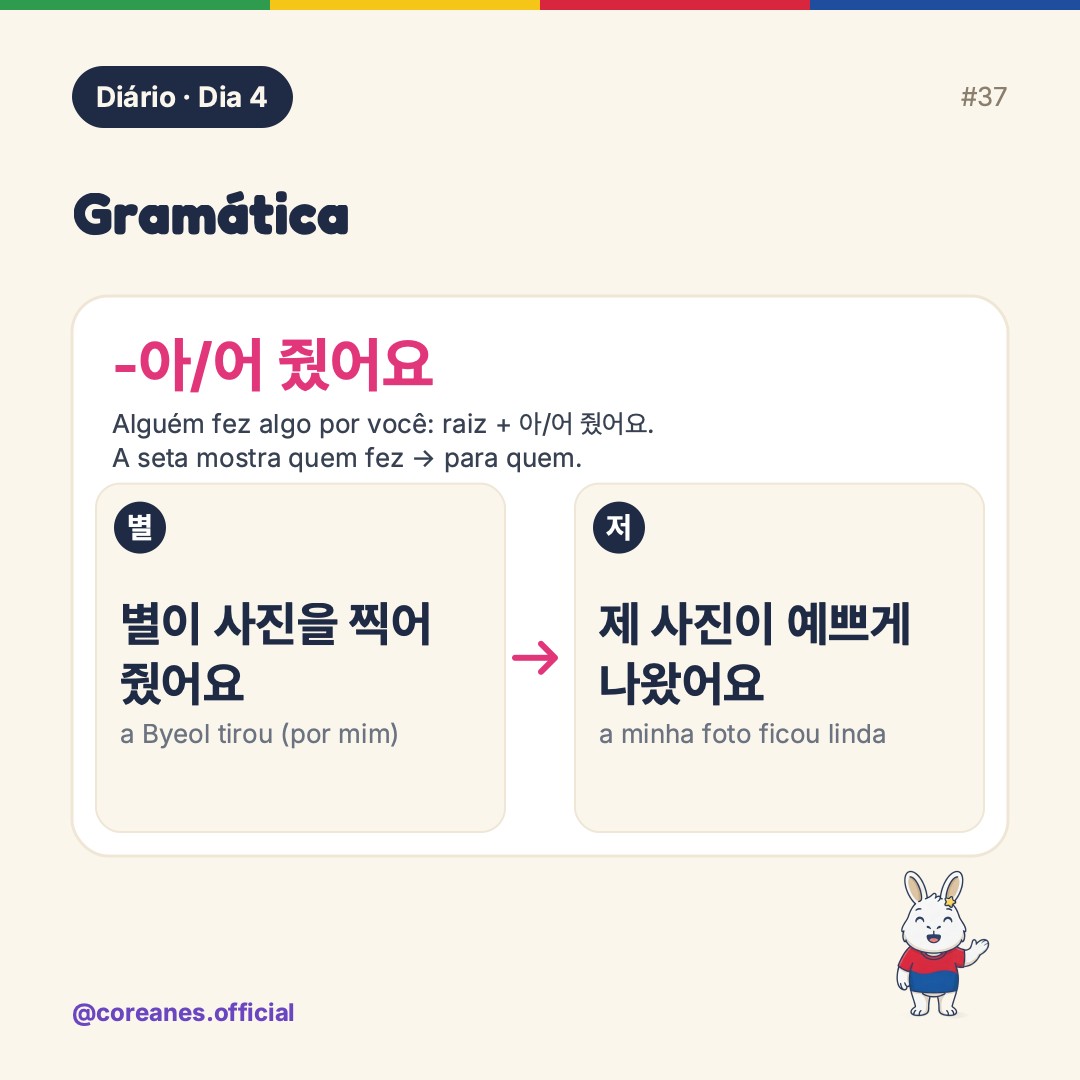 Diário · Dia 4
#37
Gramática
-아/어 줬어요
Alguém fez algo por você: raiz + 아/어 줬어요.
A seta mostra quem fez → para quem.
별
별이 사진을 찍어
줬어요
a Byeol tirou (por mim)
→
저
제 사진이 예쁘게
나왔어요
a minha foto ficou linda
@coreanes.official